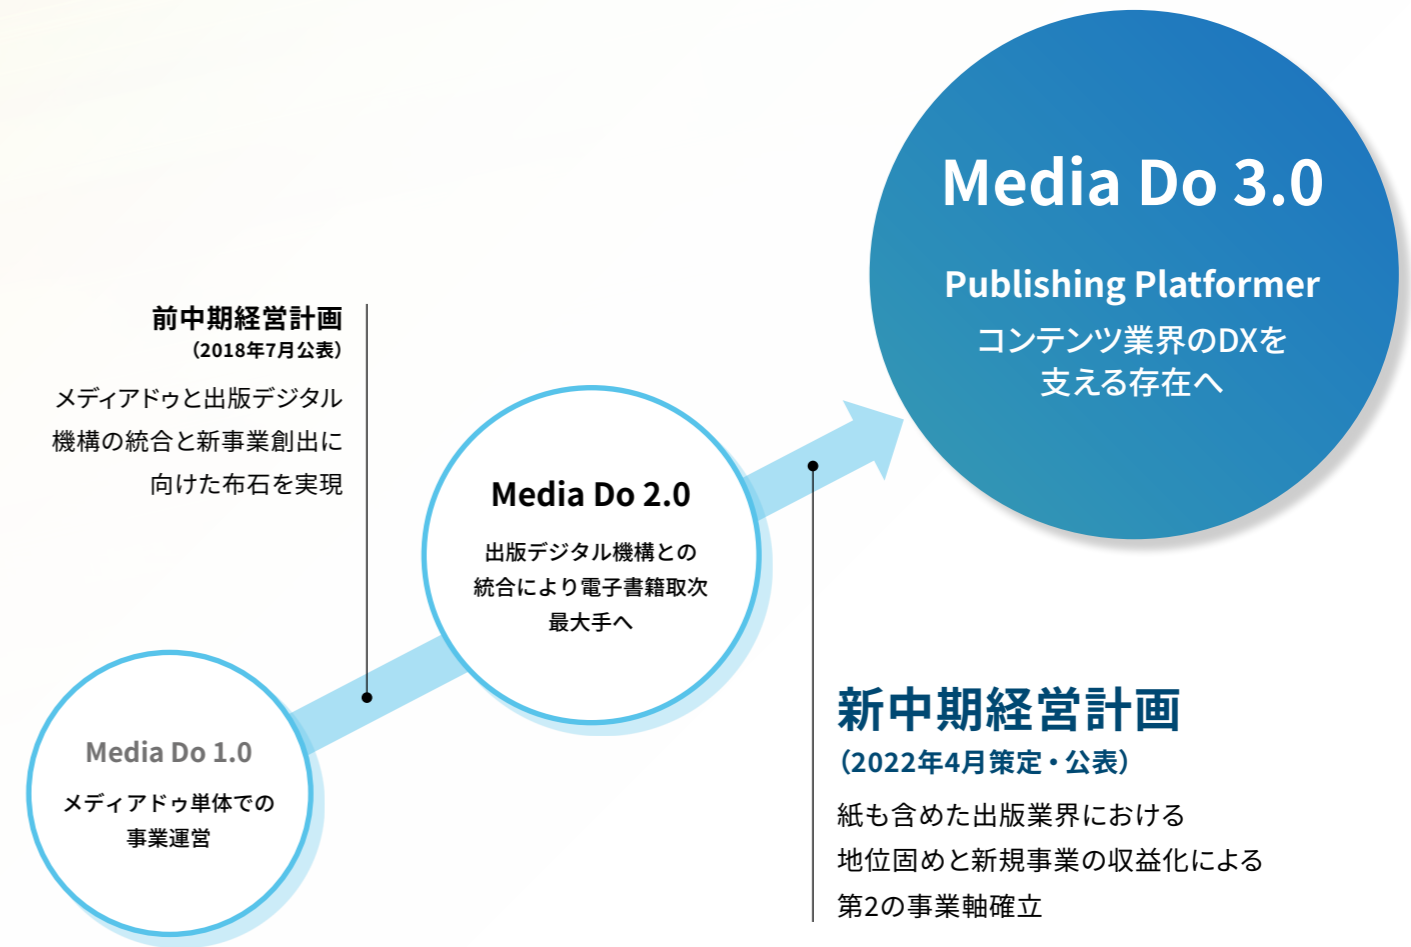 Media Do 3.0
Publishing Platformer
コンテンツ業界のDXを
支える存在へ
前中期経営計画
（2018年7月公表）
メディアドゥと出版デジタル
機構の統合と新事業創出に
向けた布石を実現
Media Do 2.0
出版デジタル機構との
統合により電子書籍取次
最大手へ
Media Do 1.0
メディアドゥ単体での
事業運営
新中期経営計画
（2022年4月策定・公表）
紙も含めた出版業界における
地位固めと新規事業の収益化による
第2の事業軸確立